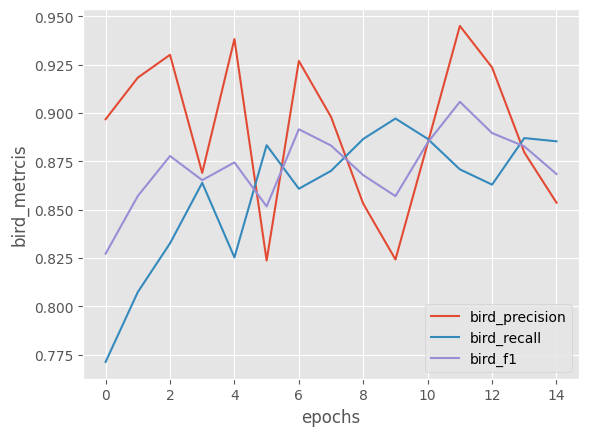 0.950
0.925
0.900
0.875
0.850
0.825
0.800
0.775
bird_metrcis
0 2 4 6 8 10 12 14
epochs
bird_precision
bird_recall
bird_f1